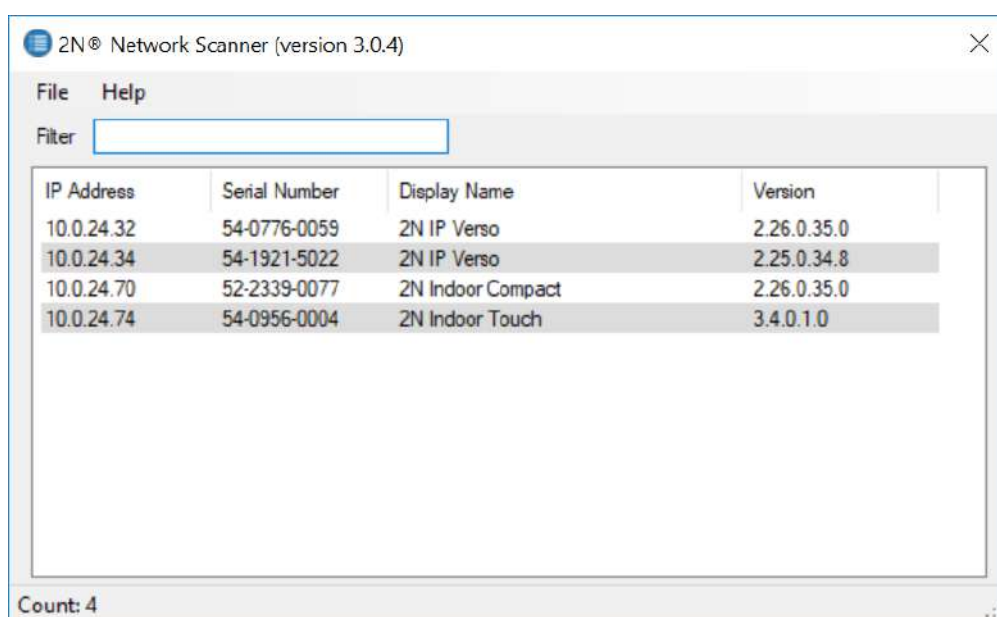 2N® Network Scanner (version 3.0.4)
File Help
Filter
IP Address Serial Number Display Name Version
10.0.24.32 54-0776-0059 2N IP Verso 2.26.0.35.0
10.0.24.34 54-1921-5022 2N IP Verso 2.25.0.34.8
10.0.24.70 52-2339-0077 2N Indoor Compact 2.26.0.35.0
10.0.24.74 54-0956-0004 2N Indoor Touch 3.4.0.1.0
Count: 4